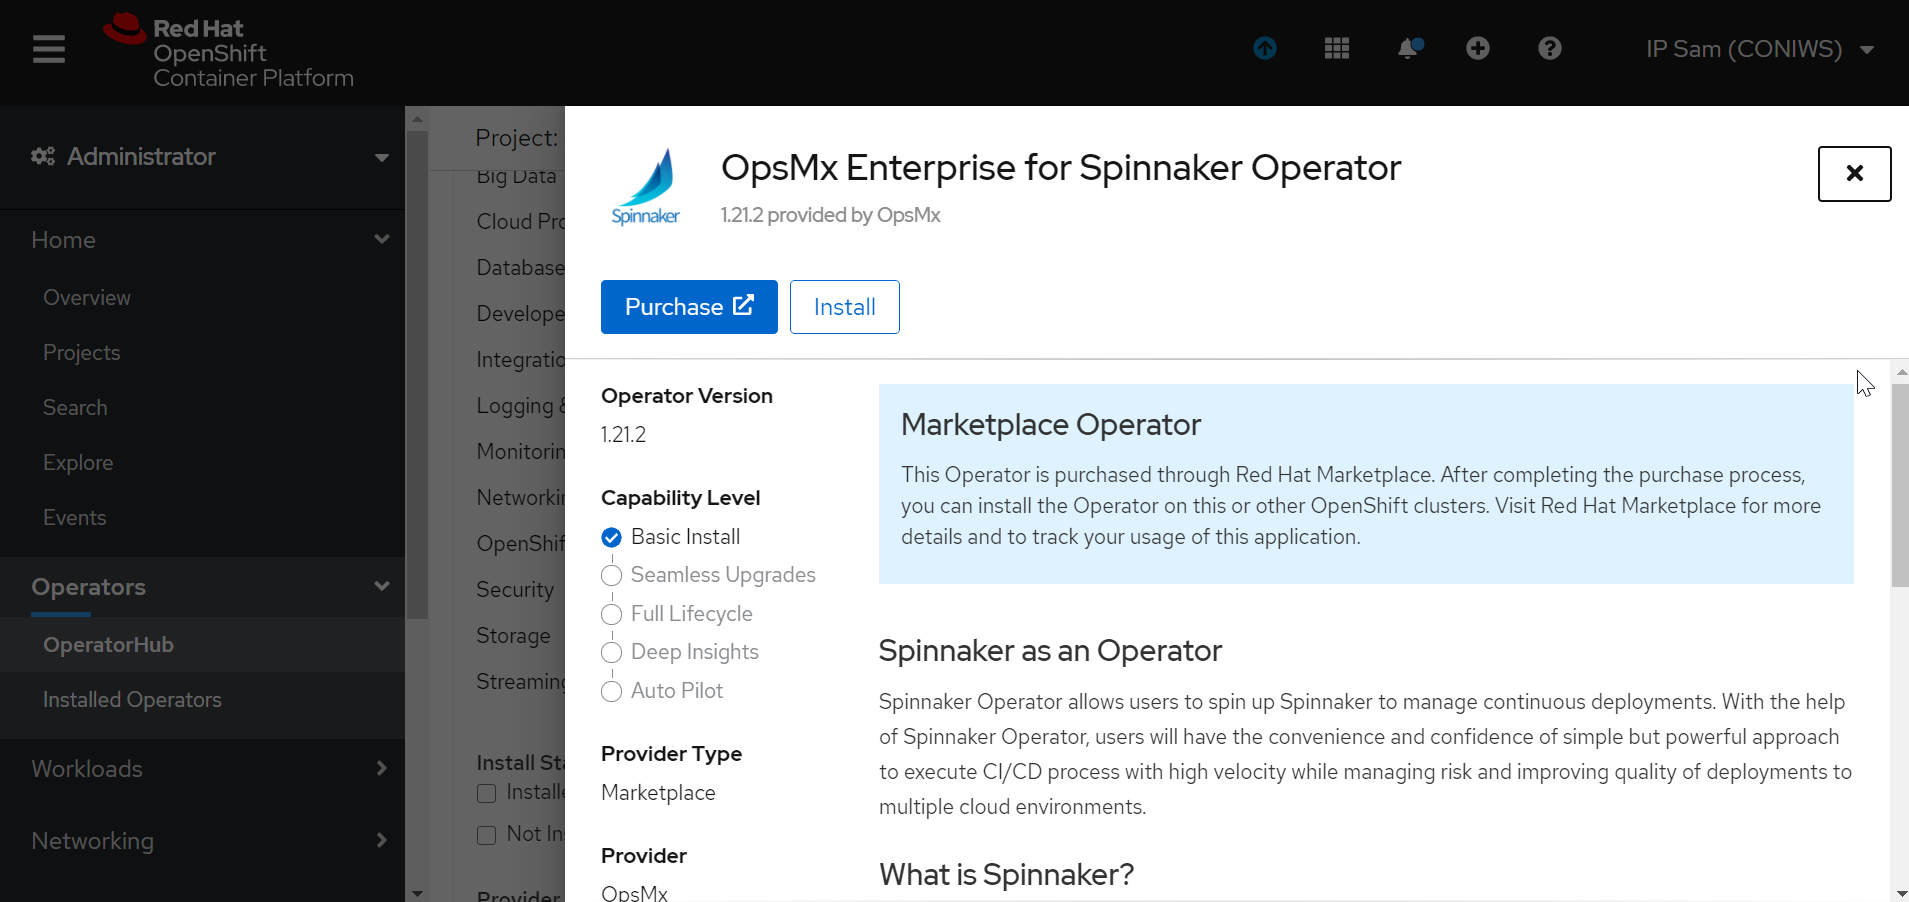 Red Hat
OpenShift
Container Platform
IP Sam (CONIWS)
Administrator
Home
Overview
Projects
Search
Explore
Events
Operators
OperatorHub
Installed Operators
Workloads
Networking
Project:
Big Data
Cloud Pro
Database
Develope
Integratio
Logging &
Monitorin
Networkin
OpenShif
Security
Storage
Streaming
Install Sta
Installe
Not Ins
Provider
Spinnaker
OpsMx Enterprise for Spinnaker Operator
1.21.2 provided by OpsMx
Purchase
Install
Operator Version
1.21.2
Capability Level
Basic Install
Seamless Upgrades
Full Lifecycle
Deep Insights
Auto Pilot
Provider Type
Marketplace
Provider
OpsMx
Marketplace Operator
This Operator is purchased through Red Hat Marketplace. After completing the purchase process,
you can install the Operator on this or other OpenShift clusters. Visit Red Hat Marketplace for more
details and to track your usage of this application.
Spinnaker as an Operator
Spinnaker Operator allows users to spin up Spinnaker to manage continuous deployments. With the help
of Spinnaker Operator, users will have the convenience and confidence of simple but powerful approach
to execute CI/CD process with high velocity while managing risk and improving quality of deployments to
multiple cloud environments.
What is Spinnaker?